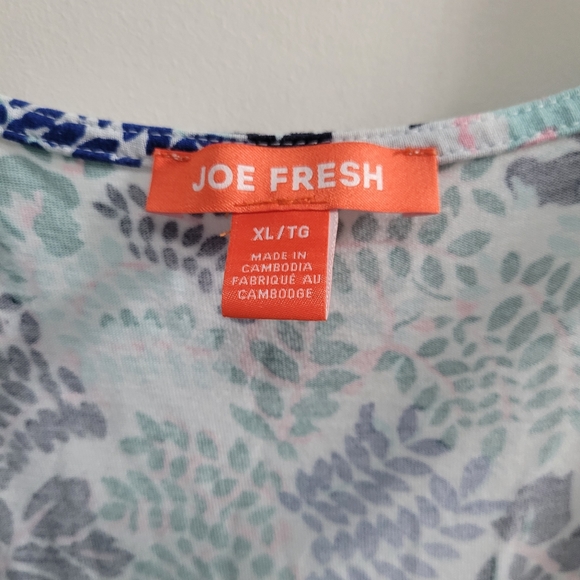 JOE FRESH
XL/TG
MADE IN
CAMBODIA
FABRIQUÉ AU
CAMBODGE